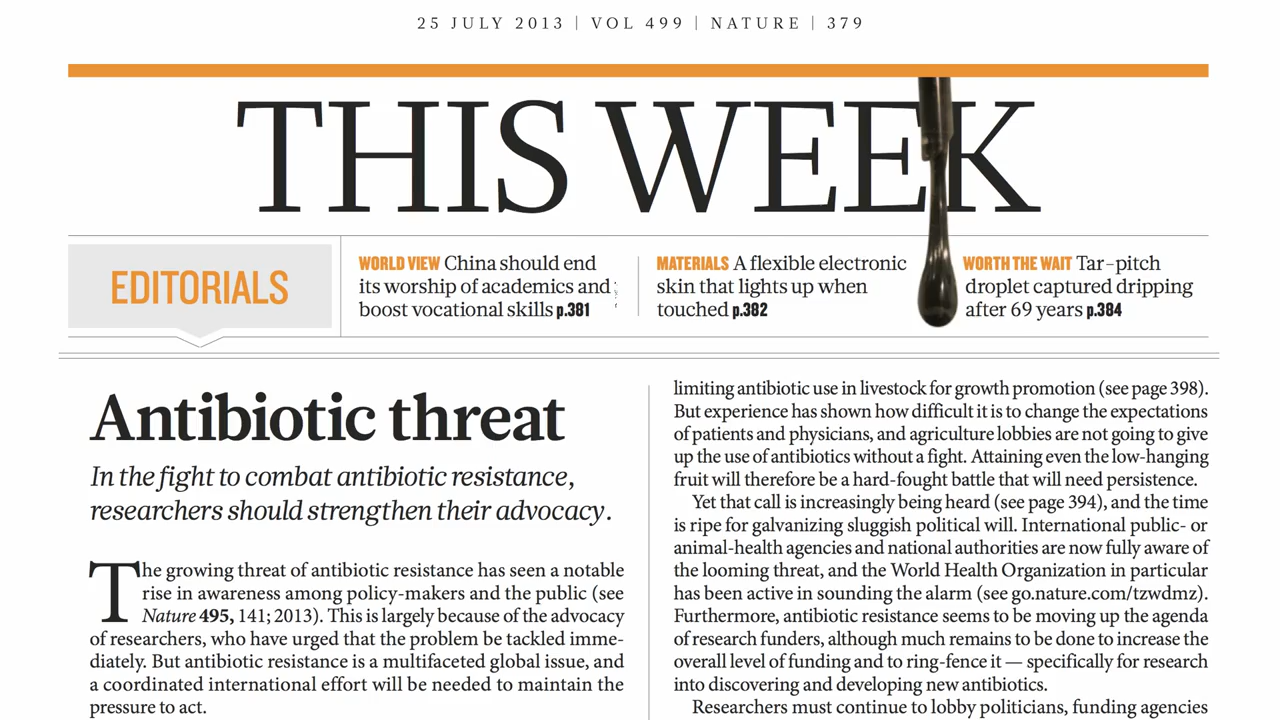 25 JULY 2013 | VOL 499 | NATURE | 379
THIS WEEK
EDITORIALS
WORLD VIEW China should end
its worship of academics and
boost vocational skills p.381
MATERIALS A flexible electronic
skin that lights up when
touched p.382
WORTH THE WAIT Tar-pitch
droplet captured dripping
after 69 years p.384
Antibiotic threat
In the fight to combat antibiotic resistance,
researchers should strengthen their advocacy.
The growing threat of antibiotic resistance has seen a notable
rise in awareness among policy-makers and the public (see
Nature 495, 141; 2013). This is largely because of the advocacy
of researchers, who have urged that the problem be tackled imme-
diately. But antibiotic resistance is a multifaceted global issue, and
a coordinated international effort will be needed to maintain the
pressure to act.
limiting antibiotic use in livestock for growth promotion (see page 398).
But experience has shown how difficult it is to change the expectations
of patients and physicians, and agriculture lobbies are not going to give
up the use of antibiotics without a fight. Attaining even the low-hanging
fruit will therefore be a hard-fought battle that will need persistence.
Yet that call is increasingly being heard (see page 394), and the time
is ripe for galvanizing sluggish political will. International public- or
animal-health agencies and national authorities are now fully aware of
the looming threat, and the World Health Organization in particular
has been active in sounding the alarm (see go.nature.com/tzwdmz).
Furthermore, antibiotic resistance seems to be moving up the agenda
of research funders, although much remains to be done to increase the
overall level of funding and to ring-fence it — specifically for research
into discovering and developing new antibiotics.
Researchers must continue to lobby politicians, funding agencies